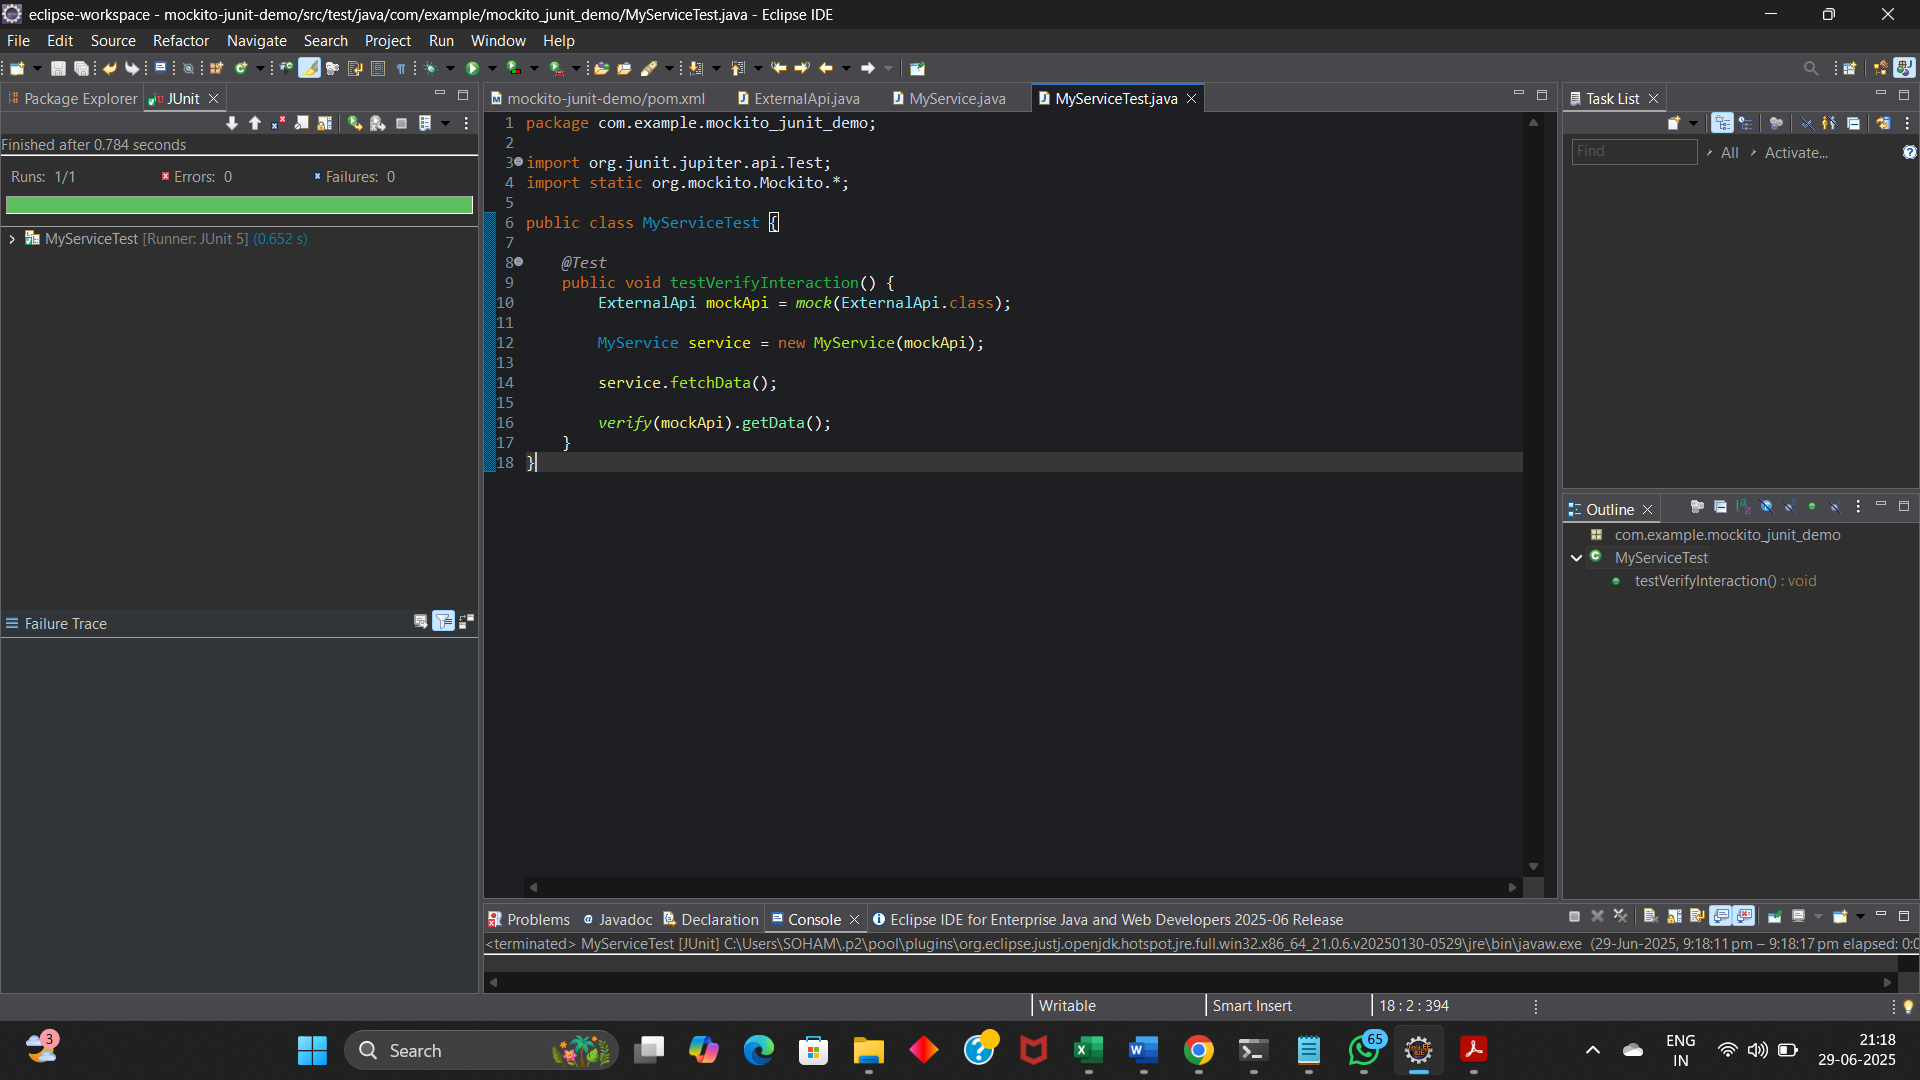 eclipse-workspace - mockito-junit-demo/src/test/java/com/example/mockito_junit_demo/MyServiceTest.java - Eclipse IDE
File Edit Source Refactor Navigate Search Project Run Window Help
Package Explorer JUnit
Finished after 0.784 seconds
Runs: 1/1 Errors: 0 Failures: 0
MyServiceTest [Runner: JUnit 5] (0.652 s)
Failure Trace
mockito-junit-demo/pom.xml ExternalApi.java MyService.java MyServiceTest.java
1 package com.example.mockito_junit_demo;
2
3 import org.junit.jupiter.api.Test;
4 import static org.mockito.Mockito.*;
5
6 public class MyServiceTest {
7
8 @Test
9 public void testVerifyInteraction() {
10 ExternalApi mockApi = mock(ExternalApi.class);
11
12 MyService service = new MyService(mockApi);
13
14 service.fetchData();
15
16 verify(mockApi).getData();
17 }
18 }
Task List
Find All Activate...
Outline
com.example.mockito_junit_demo
MyServiceTest
testVerifyInteraction() : void
Problems Javadoc Declaration Console Eclipse IDE for Enterprise Java and Web Developers 2025-06 Release
<terminated> MyServiceTest [JUnit] C:\Users\SOHAM\.p2\pool\plugins\org.eclipse.justj.openjdk.hotspot.jre.full.win32.x86_64_21.0.6.v20250130-0529\jre\bin\javaw.exe (29-Jun-2025, 9:18:11 pm – 9:18:17 pm elapsed: 0:0
Writable Smart Insert 18 : 2 : 394
3
Search
65
ENG
IN
21:18
29-06-2025